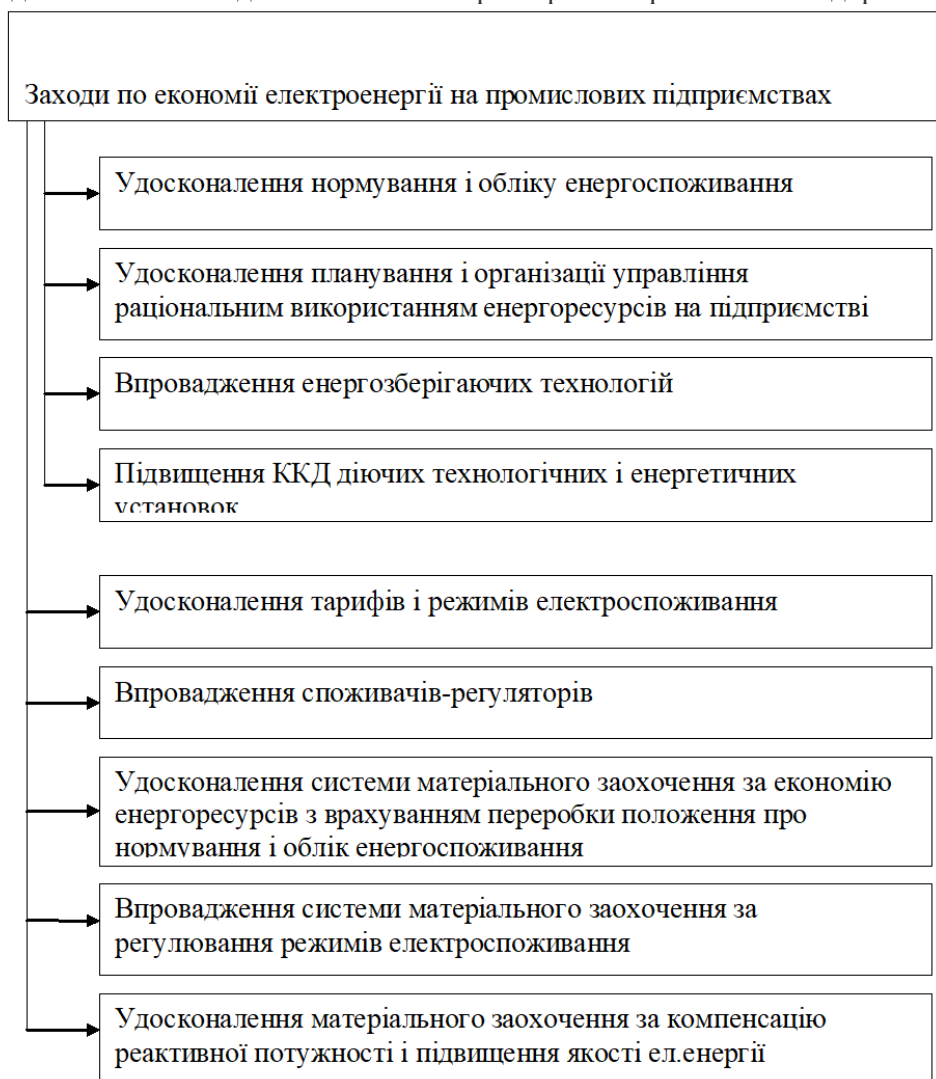 Заходи по економії електроенергії на промислових підприємствах
Удосконалення нормування і обліку енергоспоживання
Удосконалення планування і організації управління
раціональним використанням енергоресурсів на підприємстві
Впровадження енергозберігаючих технологій
Підвищення ККД діючих технологічних і енергетичних
установок
Удосконалення тарифів і режимів електроспоживання
Впровадження споживачів-регуляторів
Удосконалення системи матеріального заохочення за економію
енергоресурсів з врахуванням переробки положення про
нормування і облік енергоспоживання
Впровадження системи матеріального заохочення за
регулювання режимів електроспоживання
Удосконалення матеріального заохочення за компенсацію
реактивної потужності і підвищення якості ел.енергії